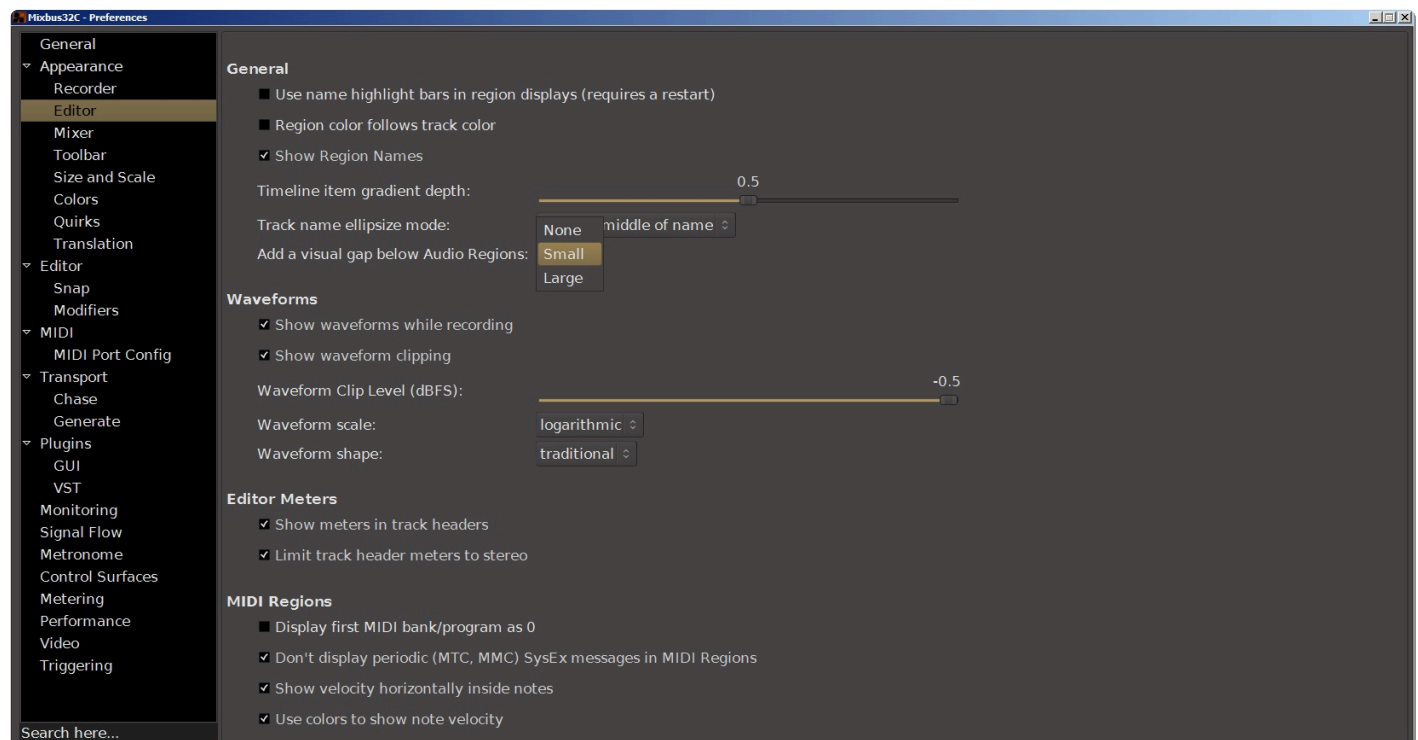 Mixbus32C - Preferences
General
Appearance
Recorder
Editor
Mixer
Toolbar
Size and Scale
Colors
Quirks
Translation
Editor
Snap
Modifiers
MIDI
MIDI Port Config
Transport
Chase
Generate
Plugins
GUI
VST
Monitoring
Signal Flow
Metronome
Control Surfaces
Metering
Performance
Video
Triggering
Search here...
General
Use name highlight bars in region displays (requires a restart)
Region color follows track color
Show Region Names
Timeline item gradient depth: 0.5
Track name ellipsize mode: middle of name
Add a visual gap below Audio Regions:
None
Small
Large
Waveforms
Show waveforms while recording
Show waveform clipping
Waveform Clip Level (dBFS): -0.5
Waveform scale: logarithmic
Waveform shape: traditional
Editor Meters
Show meters in track headers
Limit track header meters to stereo
MIDI Regions
Display first MIDI bank/program as 0
Don't display periodic (MTC, MMC) SysEx messages in MIDI Regions
Show velocity horizontally inside notes
Use colors to show note velocity